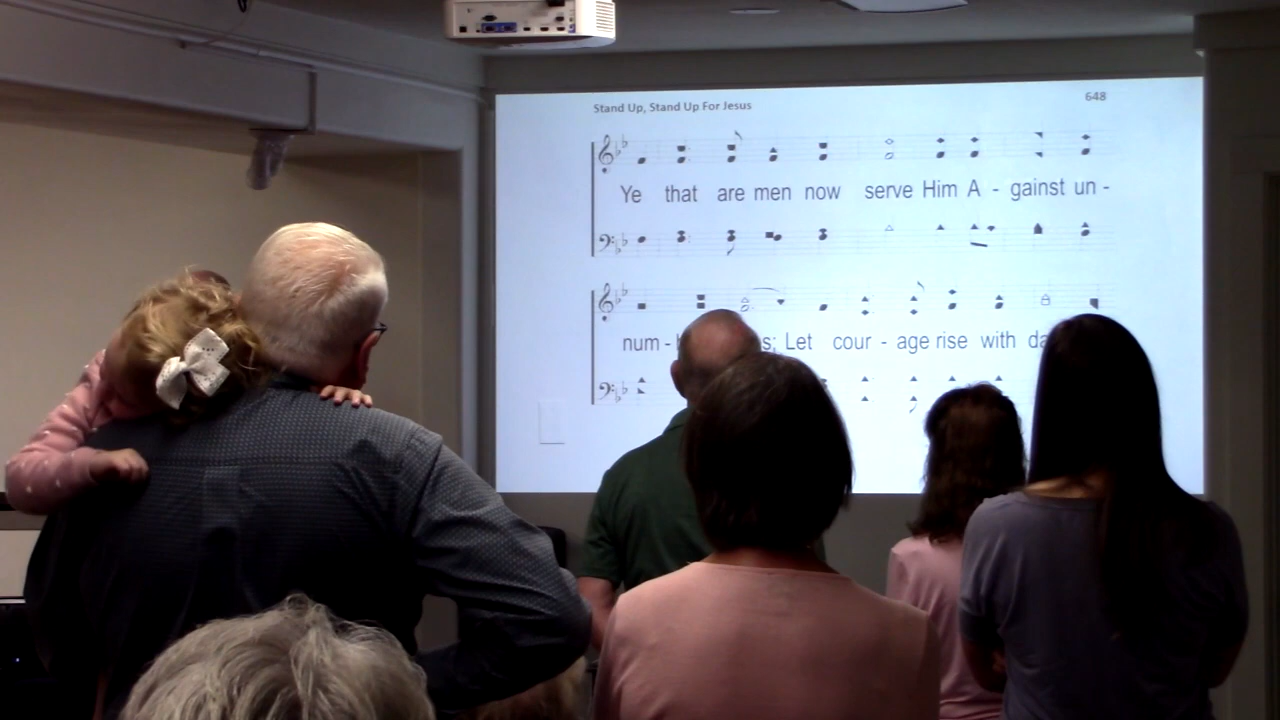 Stand Up, Stand Up For Jesus 648
Ye that are men now serve Him A - gainst un -
num - Let cour - age rise with